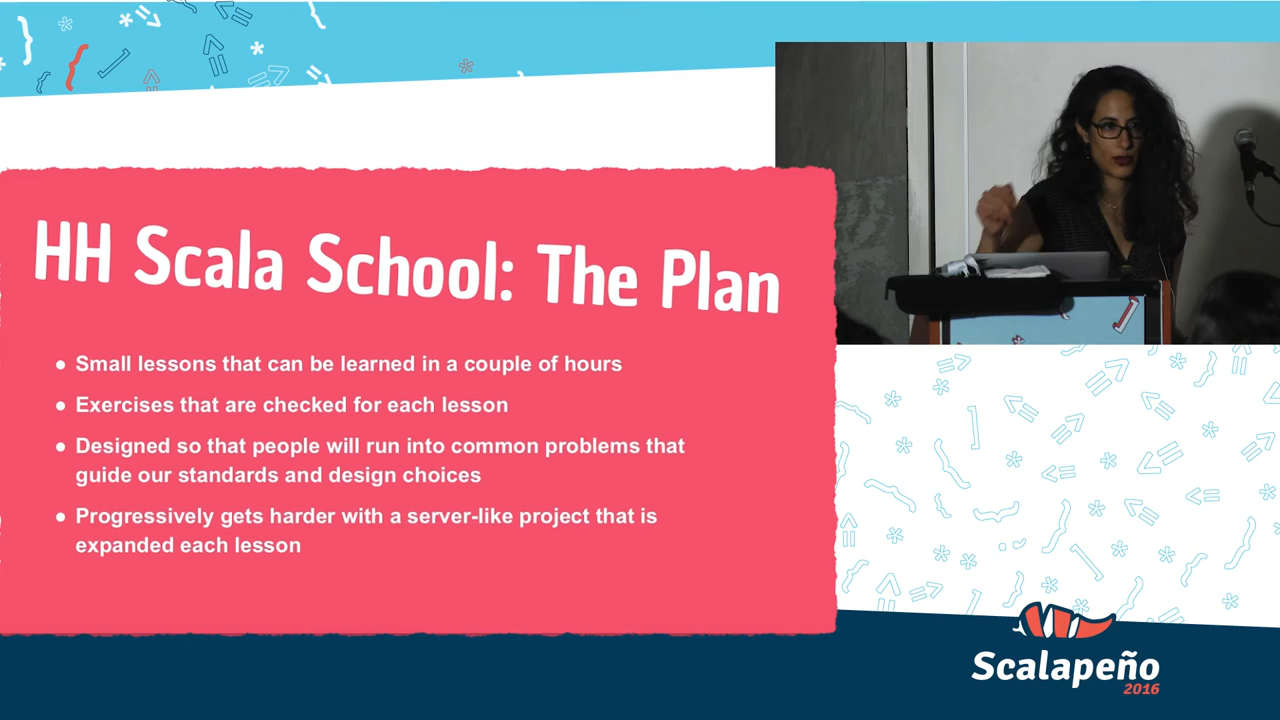 HH Scala School: The Plan
● Small lessons that can be learned in a couple of hours
● Exercises that are checked for each lesson
● Designed so that people will run into common problems that
guide our standards and design choices
● Progressively gets harder with a server-like project that is
expanded each lesson
Scalapeño
2016